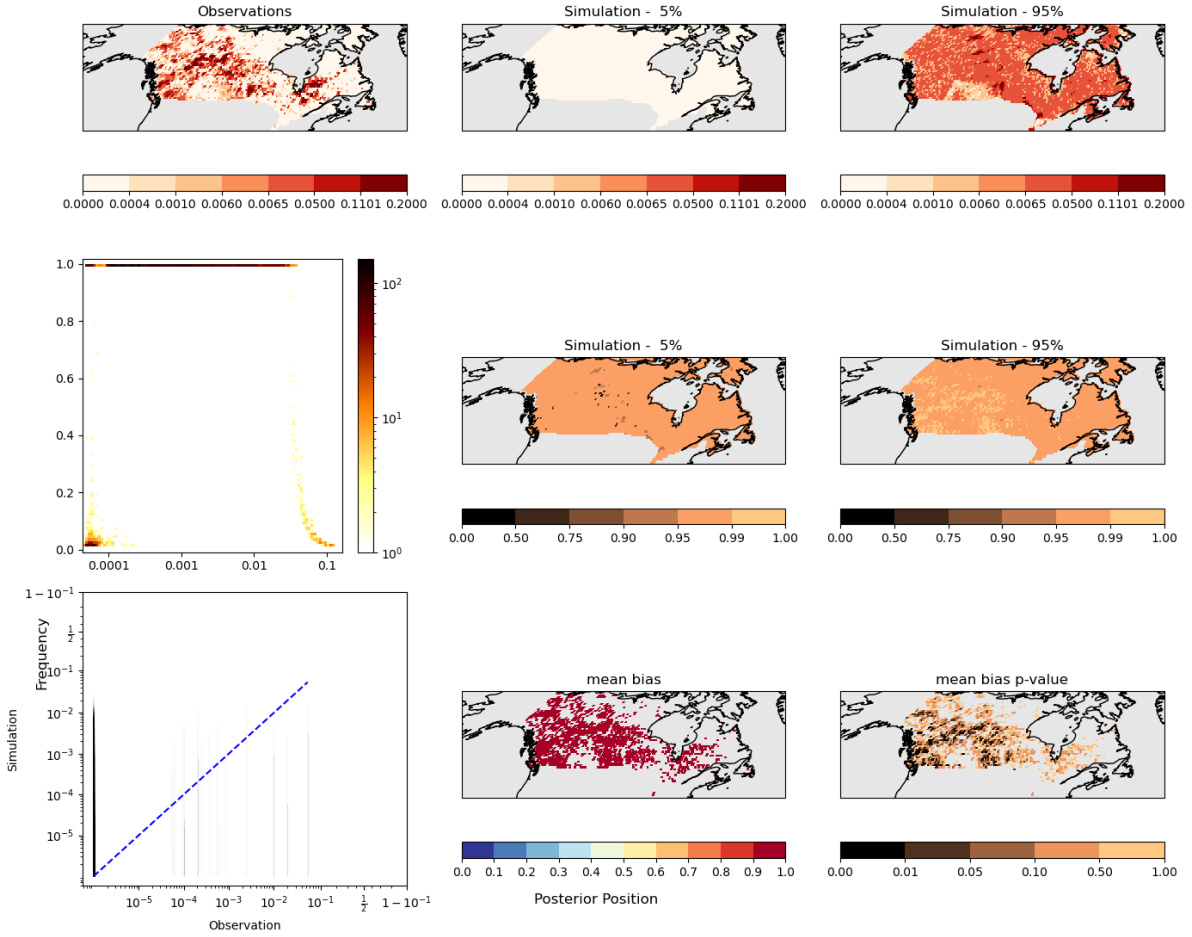 Observations
Simulation -  5%
Simulation - 95%
0.0000 0.0004 0.0010 0.0060 0.0065 0.0500 0.1101 0.2000
0.0000 0.0004 0.0010 0.0060 0.0065 0.0500 0.1101 0.2000
0.0000 0.0004 0.0010 0.0060 0.0065 0.0500 0.1101 0.2000
1.0
0.8
0.6
0.4
0.2
0.0
0.0001 0.001 0.01 0.1
10²
10¹
10⁰
Simulation -  5%
Simulation - 95%
0.00 0.50 0.75 0.90 0.95 0.99 1.00
0.00 0.50 0.75 0.90 0.95 0.99 1.00
Simulation
Frequency
1 − 10⁻¹
½
10⁻¹
10⁻²
10⁻³
10⁻⁴
10⁻⁵
10⁻⁵ 10⁻⁴ 10⁻³ 10⁻² 10⁻¹ ½ 1 − 10⁻¹
Observation
mean bias
mean bias p-value
0.0 0.1 0.2 0.3 0.4 0.5 0.6 0.7 0.8 0.9 1.0
0.00 0.01 0.05 0.10 0.50 1.00
Posterior Position